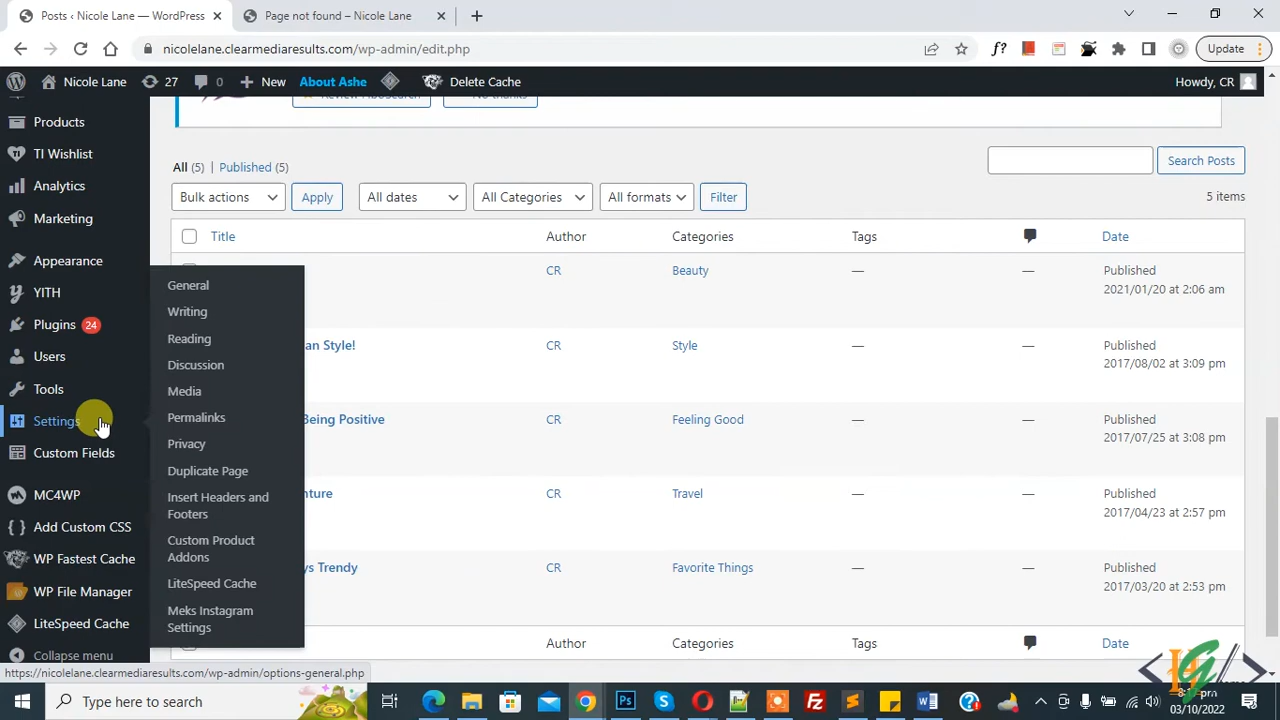 Posts ‹ Nicole Lane — WordPress
Page not found – Nicole Lane
nicolelane.clearmediaresults.com/wp-admin/edit.php
Update
Nicole Lane
27
0
New
About Ashe
Delete Cache
Howdy, CR
Products
TI Wishlist
Analytics
Marketing
Appearance
YITH
Plugins 24
Users
Tools
Settings
Custom Fields
MC4WP
Add Custom CSS
WP Fastest Cache
WP File Manager
LiteSpeed Cache
Collapse menu
General
Writing
Reading
Discussion
Media
Permalinks
Privacy
Duplicate Page
Insert Headers and
Footers
Custom Product
Addons
LiteSpeed Cache
Meks Instagram
Settings
No thanks
All (5) | Published (5)
Search Posts
Bulk actions
Apply
All dates
All Categories
All formats
Filter
5 items
Title
Author
Categories
Tags
Date
CR
Beauty
—
—
Published
2021/01/20 at 2:06 am
an Style!
CR
Style
—
—
Published
2017/08/02 at 3:09 pm
Being Positive
CR
Feeling Good
—
—
Published
2017/07/25 at 3:08 pm
nture
CR
Travel
—
—
Published
2017/04/23 at 2:57 pm
ys Trendy
CR
Favorite Things
—
—
Published
2017/03/20 at 2:53 pm
Author
Categories
Tags
Date
https://nicolelane.clearmediaresults.com/wp-admin/options-general.php
Type here to search
03/10/2022